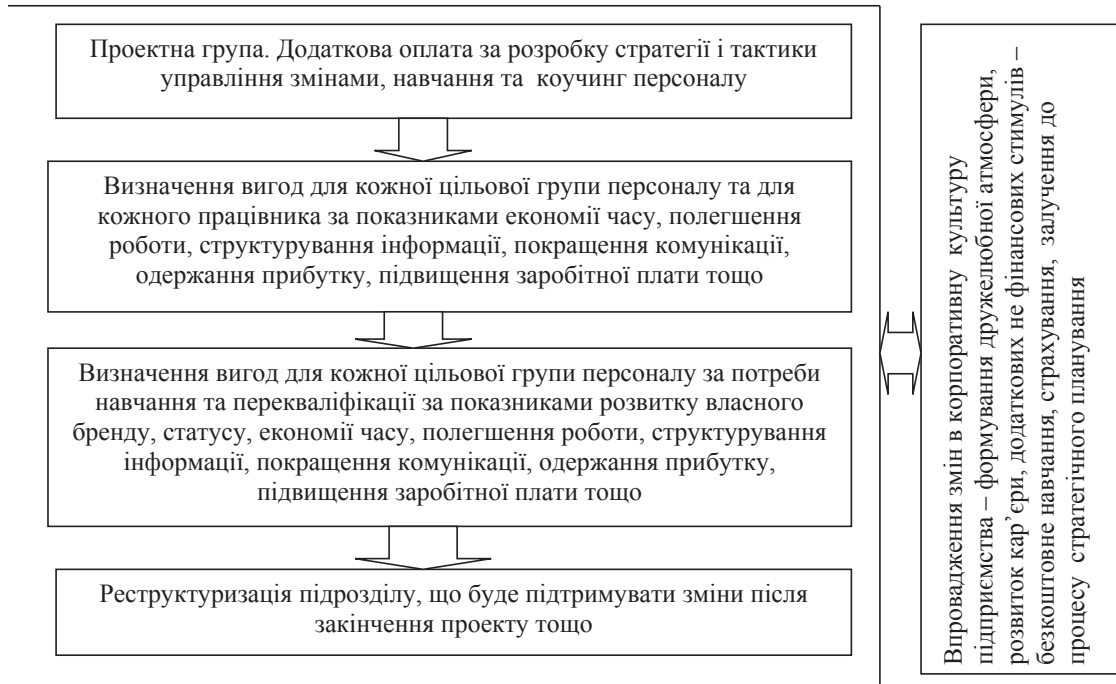 Проектна група. Додаткова оплата за розробку стратегії і тактики
управління змінами, навчання та коучинг персоналу
Визначення вигод для кожної цільової групи персоналу та для
кожного працівника за показниками економії часу, полегшення
роботи, структурування інформації, покращення комунікації,
одержання прибутку, підвищення заробітної плати тощо
Визначення вигод для кожної цільової групи персоналу за потреби
навчання та перекваліфікації за показниками розвитку власного
бренду, статусу, економії часу, полегшення роботи, структурування
інформації, покращення комунікації, одержання прибутку,
підвищення заробітної плати тощо
Реструктуризація підрозділу, що буде підтримувати зміни після
закінчення проекту тощо
Впровадження змін в корпоративну культуру
підприємства – формування дружелюбної атмосфери,
розвиток кар’єри, додаткових не фінансових стимулів –
безкоштовне навчання, страхування, залучення до
процесу стратегічного планування